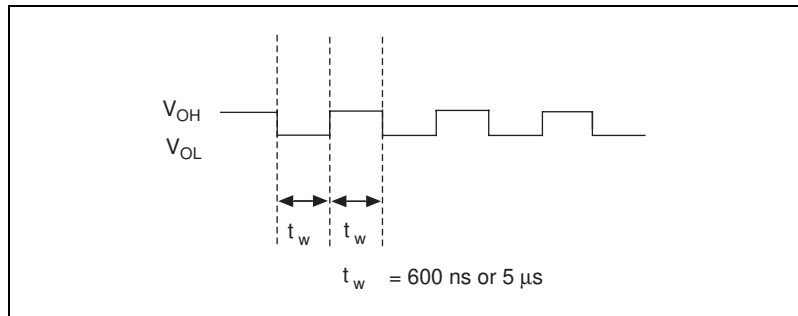 V_OH
V_OL
t_w t_w
t_w = 600 ns or 5 μs